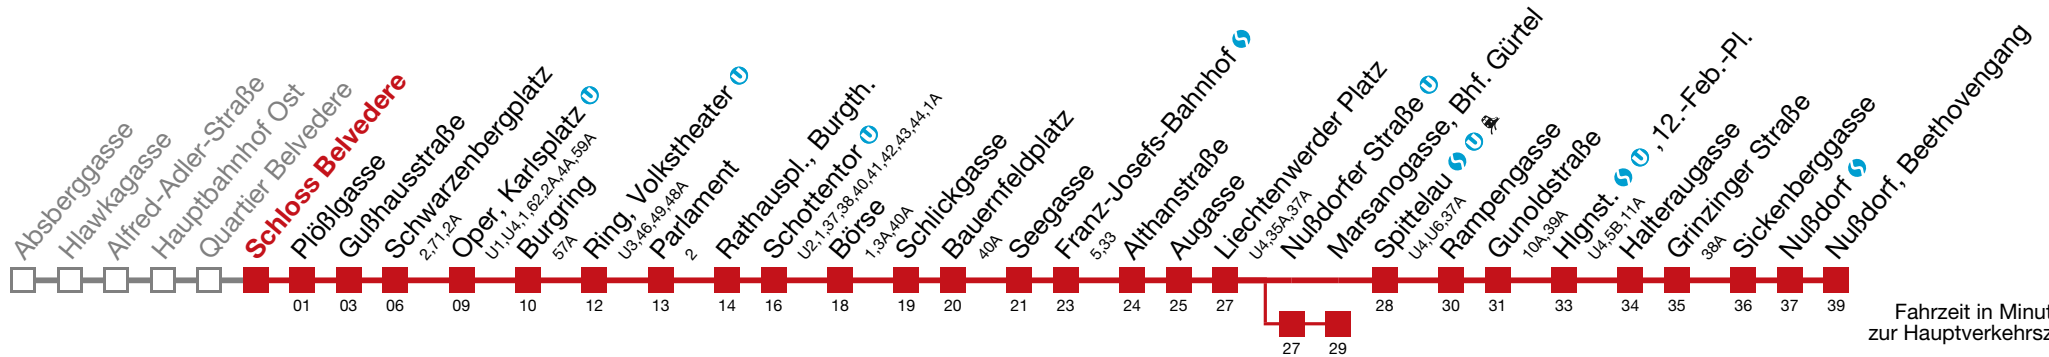 Absberggasse
Hlawkagasse
Alfred-Adler-Straße
Hauptbahnhof Ost
Quartier Belvedere
Schloss Belvedere
Plößlgasse
01
Gußhausstraße
03
Schwarzenbergplatz
2,71,2A
06
Oper, Karlsplatz U
U1,U4,1,62,2A,4A,59A
09
Burgring
57A
10
Ring, Volkstheater U
U3,46,49,48A
12
Parlament
2
13
Rathauspl., Burgth.
14
Schottentor U
U2,1,37,38,40,41,42,43,44,1A
16
Börse
1,3A,40A
18
Schlickgasse
19
Bauernfeldplatz
40A
20
Seegasse
21
Franz-Josefs-Bahnhof S
5,33
23
Althanstraße
24
Augasse
25
Liechtenwerder Platz
U4,35A,37A
27
Nußdorfer Straße U
27
Marsanogasse, Bhf. Gürtel
29
Spittelau S U
U4,U6,37A
28
Rampengasse
30
Gunoldstraße
10A,39A
31
Hlgnst. S U , 12.-Feb.-Pl.
U4,5B,11A
33
Halteraugasse
34
Grinzinger Straße
38A
35
Sickenberggasse
36
Nußdorf S
37
Nußdorf, Beethovengang
39
Fahrzeit in Minut
zur Hauptverkehrsz